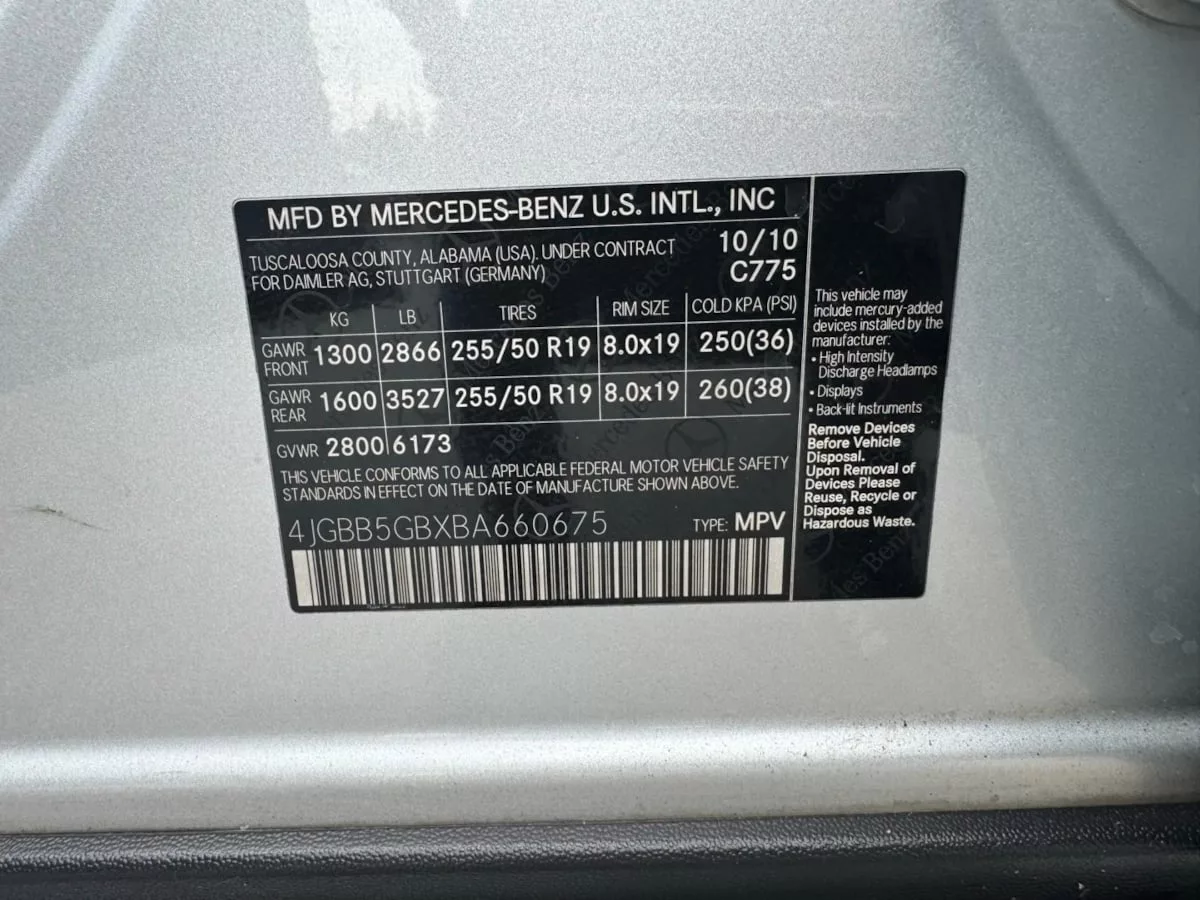 MFD BY MERCEDES-BENZ U.S. INTL., INC
TUSCALOOSA COUNTY, ALABAMA (USA). UNDER CONTRACT
FOR DAIMLER AG, STUTTGART (GERMANY)
10/10
C775
KG LB TIRES RIM SIZE COLD KPA (PSI)
GAWR
FRONT 1300 2866 255/50 R19 8.0x19 250(36)
GAWR
REAR 1600 3527 255/50 R19 8.0x19 260(38)
GVWR 2800 6173
THIS VEHICLE CONFORMS TO ALL APPLICABLE FEDERAL MOTOR VEHICLE SAFETY
STANDARDS IN EFFECT ON THE DATE OF MANUFACTURE SHOWN ABOVE.
4JGBB5GBXBA660675 TYPE: MPV
This vehicle may
include mercury-added
devices installed by the
manufacturer:
• High Intensity
Discharge Headlamps
• Displays
• Back-lit Instruments
Remove Devices
Before Vehicle
Disposal.
Upon Removal of
Devices Please
Reuse, Recycle or
Dispose as
Hazardous Waste.